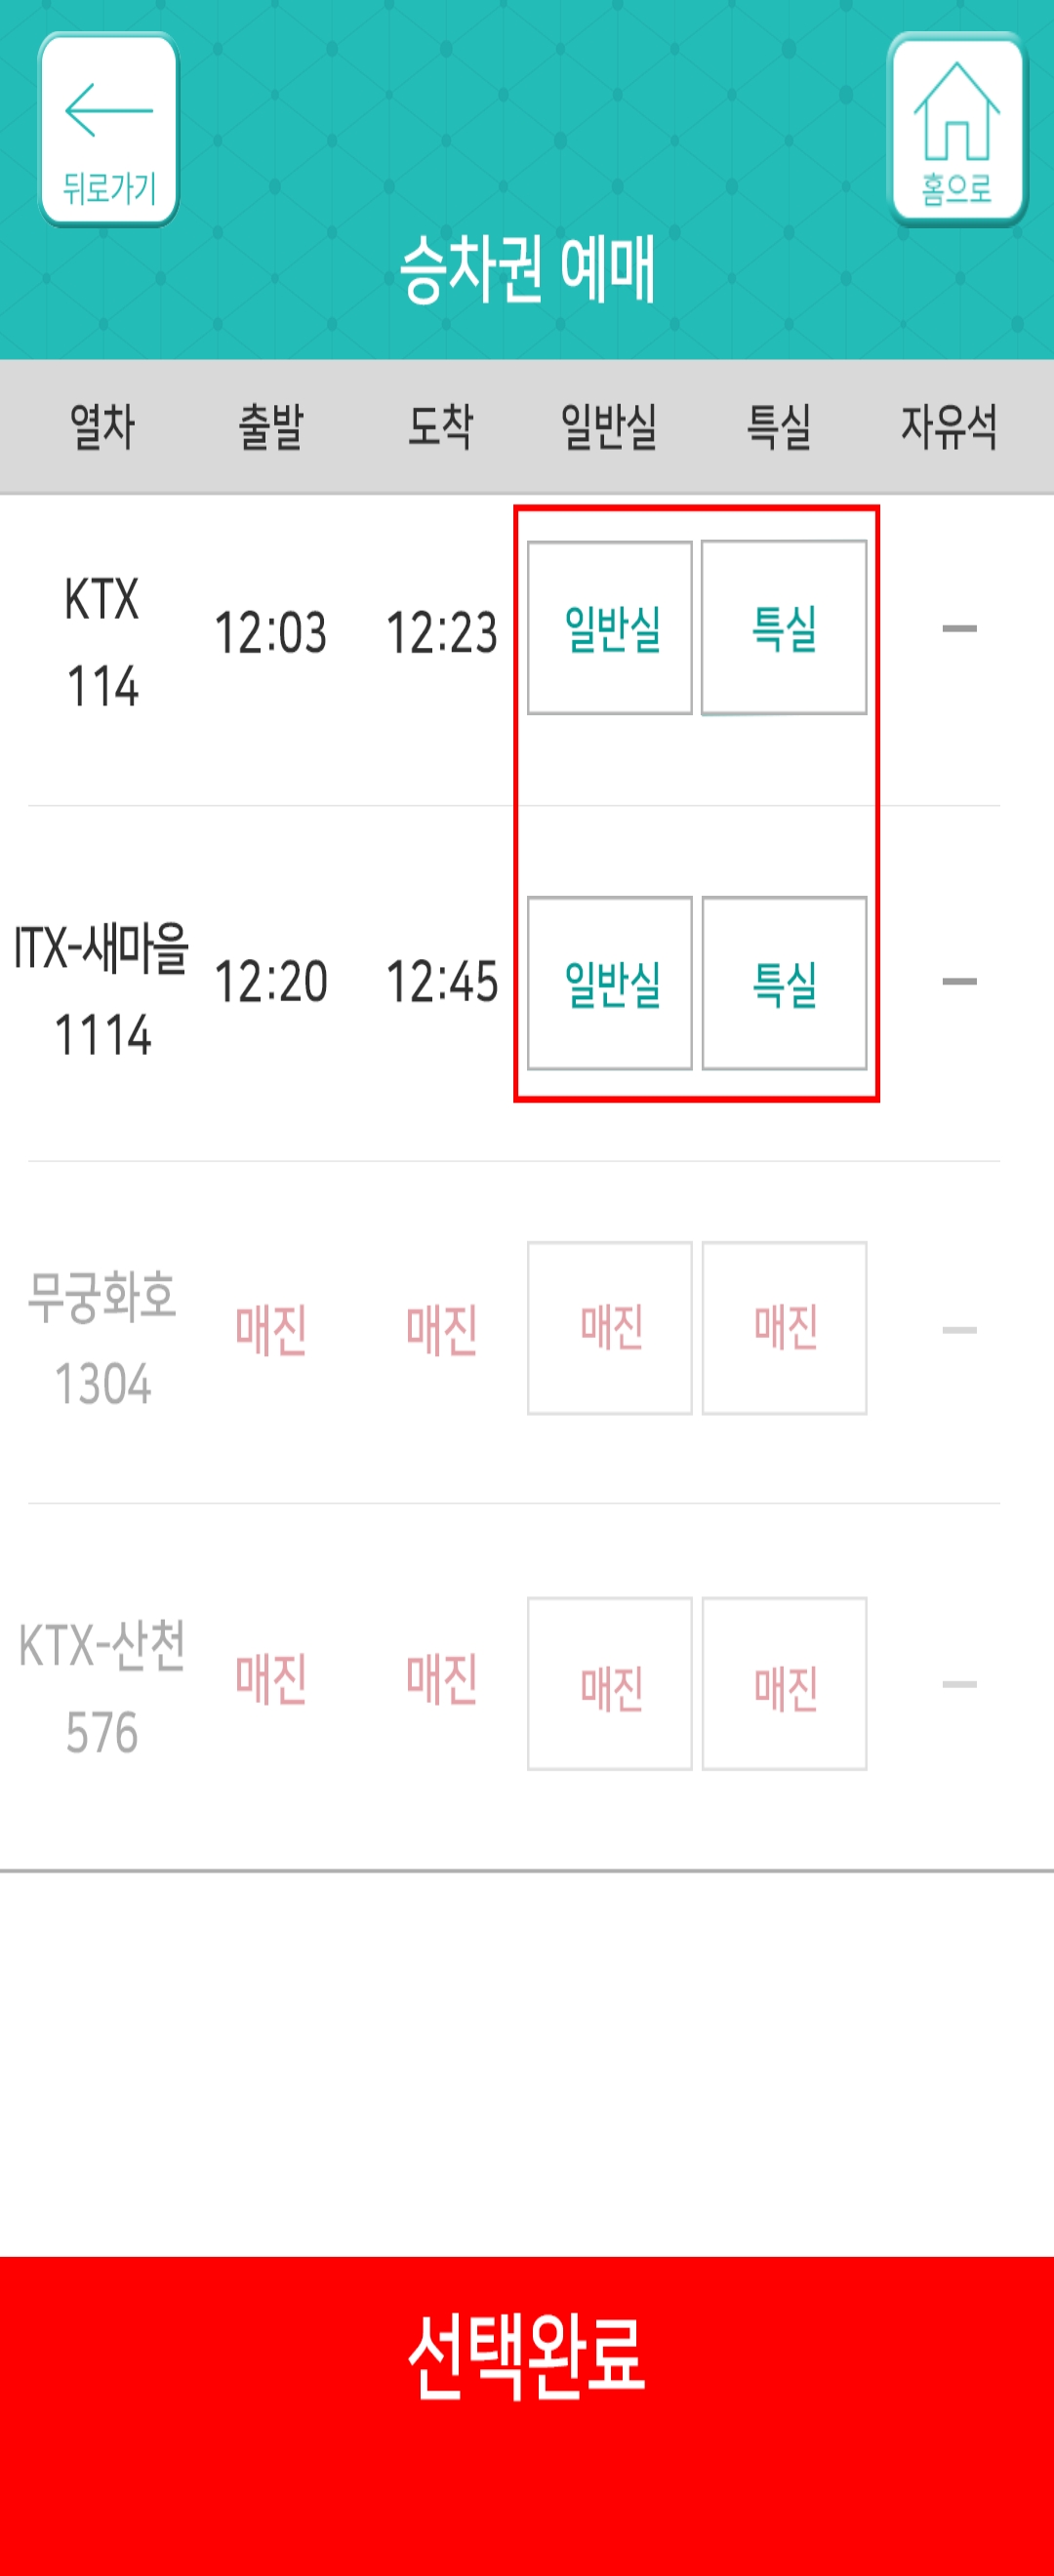 뒤로가기
홈으로
승차권 예매
열차 출발 도착 일반실 특실 자유석
KTX
114
12:03 12:23 일반실 특실 –
ITX-새마을
1114
12:20 12:45 일반실 특실 –
무궁화호
1304
매진 매진 매진 매진 –
KTX-산천
576
매진 매진 매진 매진 –
선택완료